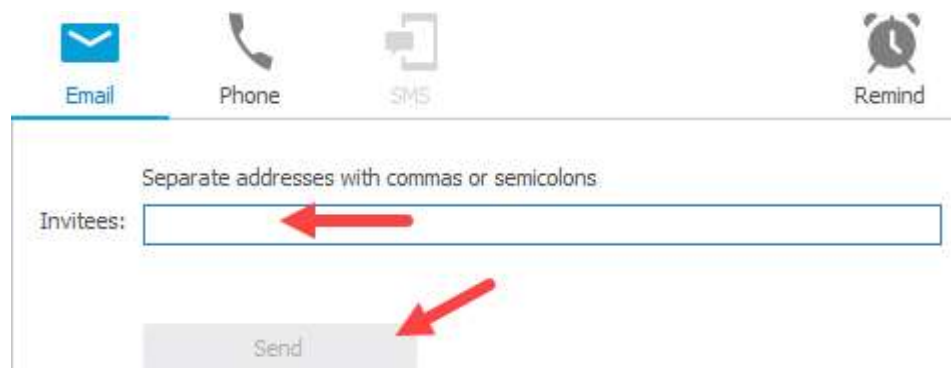 Email Phone SMS Remind
Separate addresses with commas or semicolons
Invitees:
Send